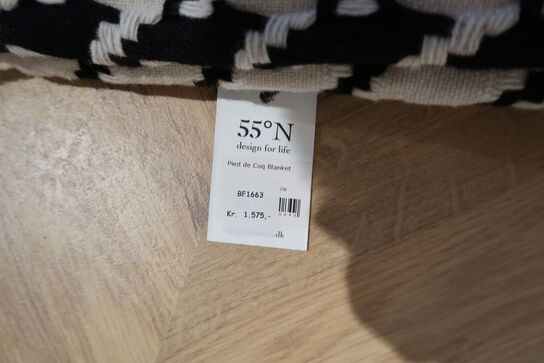 55°N
design for life
Pied de Coq Blanket
BF1663
Kr. 1.575,-
.dk